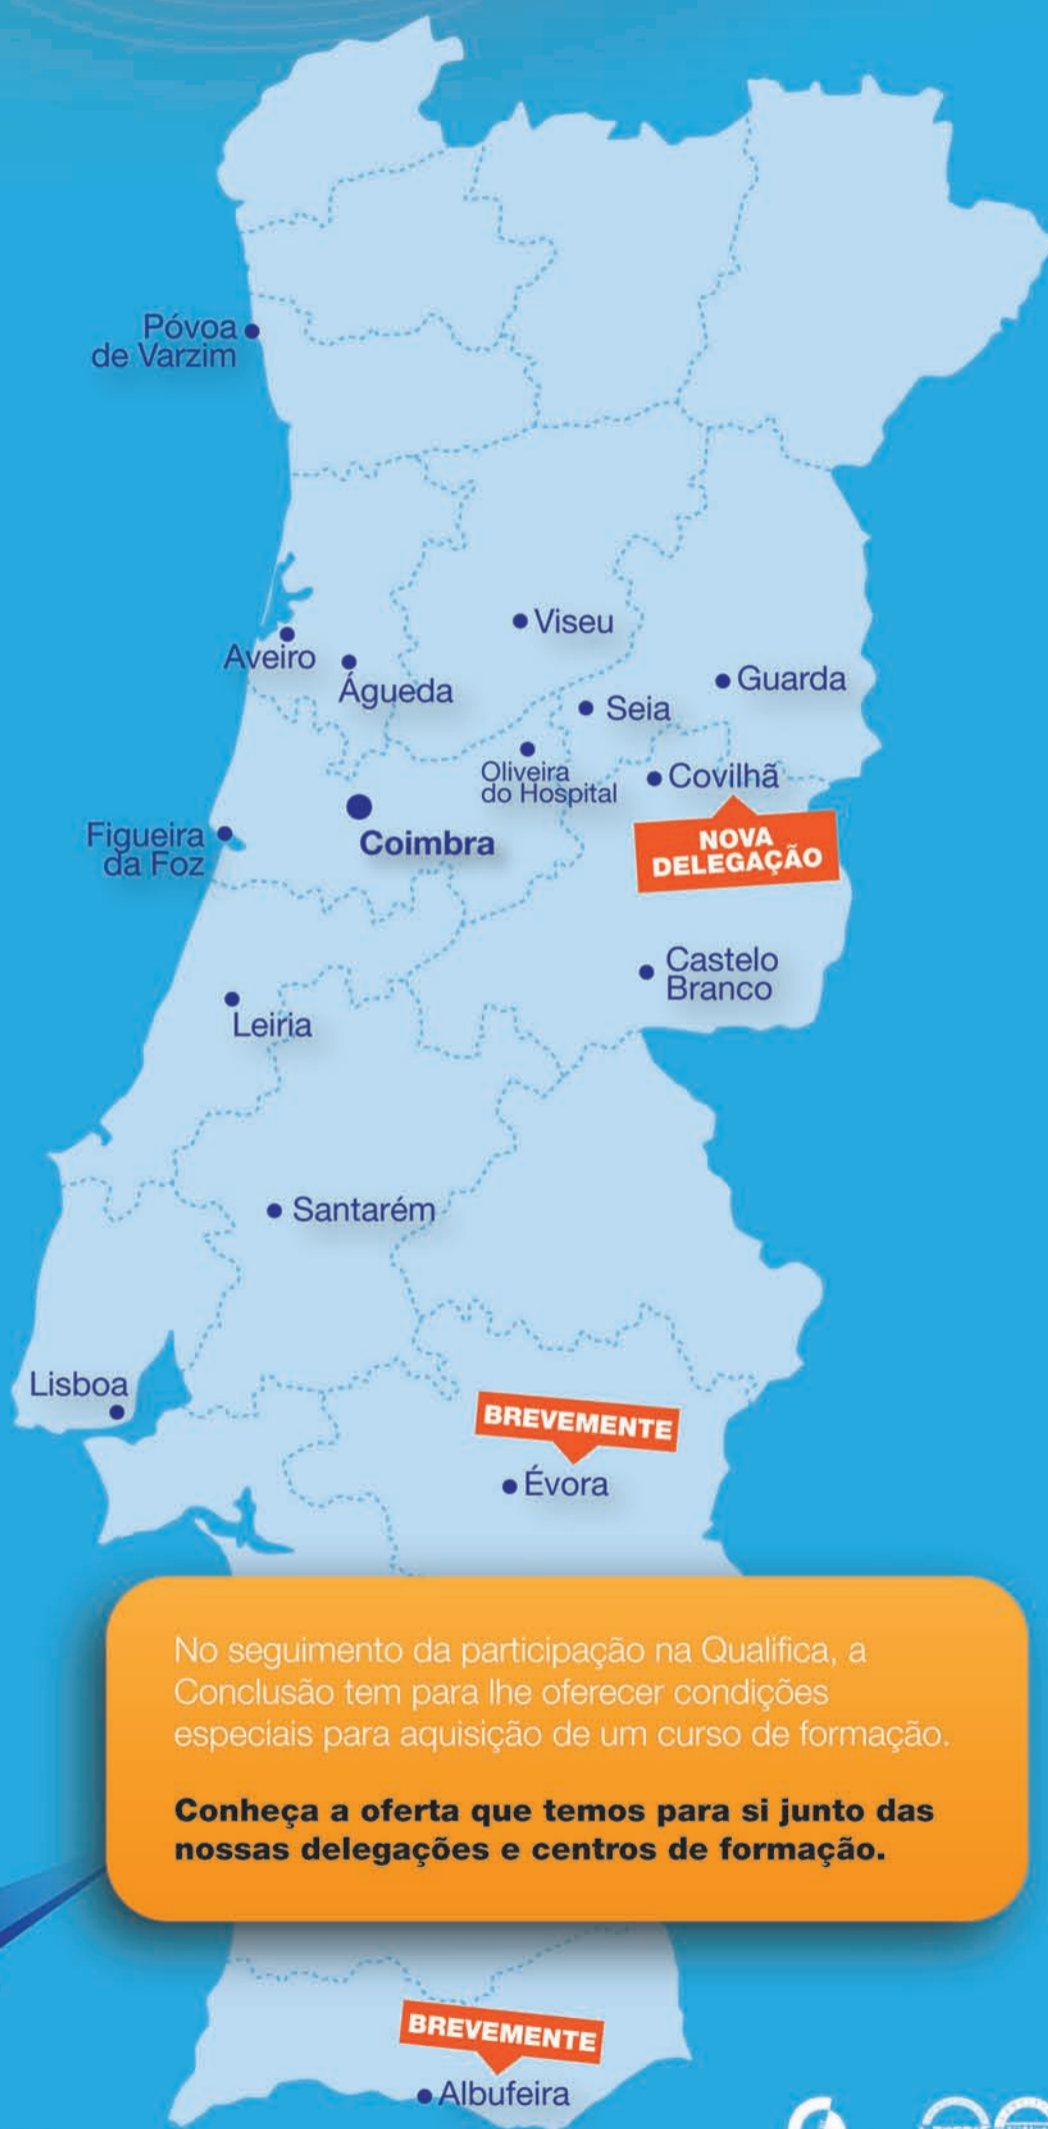 Póvoa
de Varzim
Viseu
Aveiro
Águeda
Guarda
Seia
Oliveira
do Hospital
Covilhã
Figueira
da Foz
Coimbra
NOVA
DELEGAÇÃO
Castelo
Branco
Leiria
Santarém
Lisboa
BREVEMENTE
Évora
No seguimento da participação na Qualifica, a
Conclusão tem para lhe oferecer condições
especiais para aquisição de um curso de formação.
Conheça a oferta que temos para si junto das
nossas delegações e centros de formação.
BREVEMENTE
Albufeira